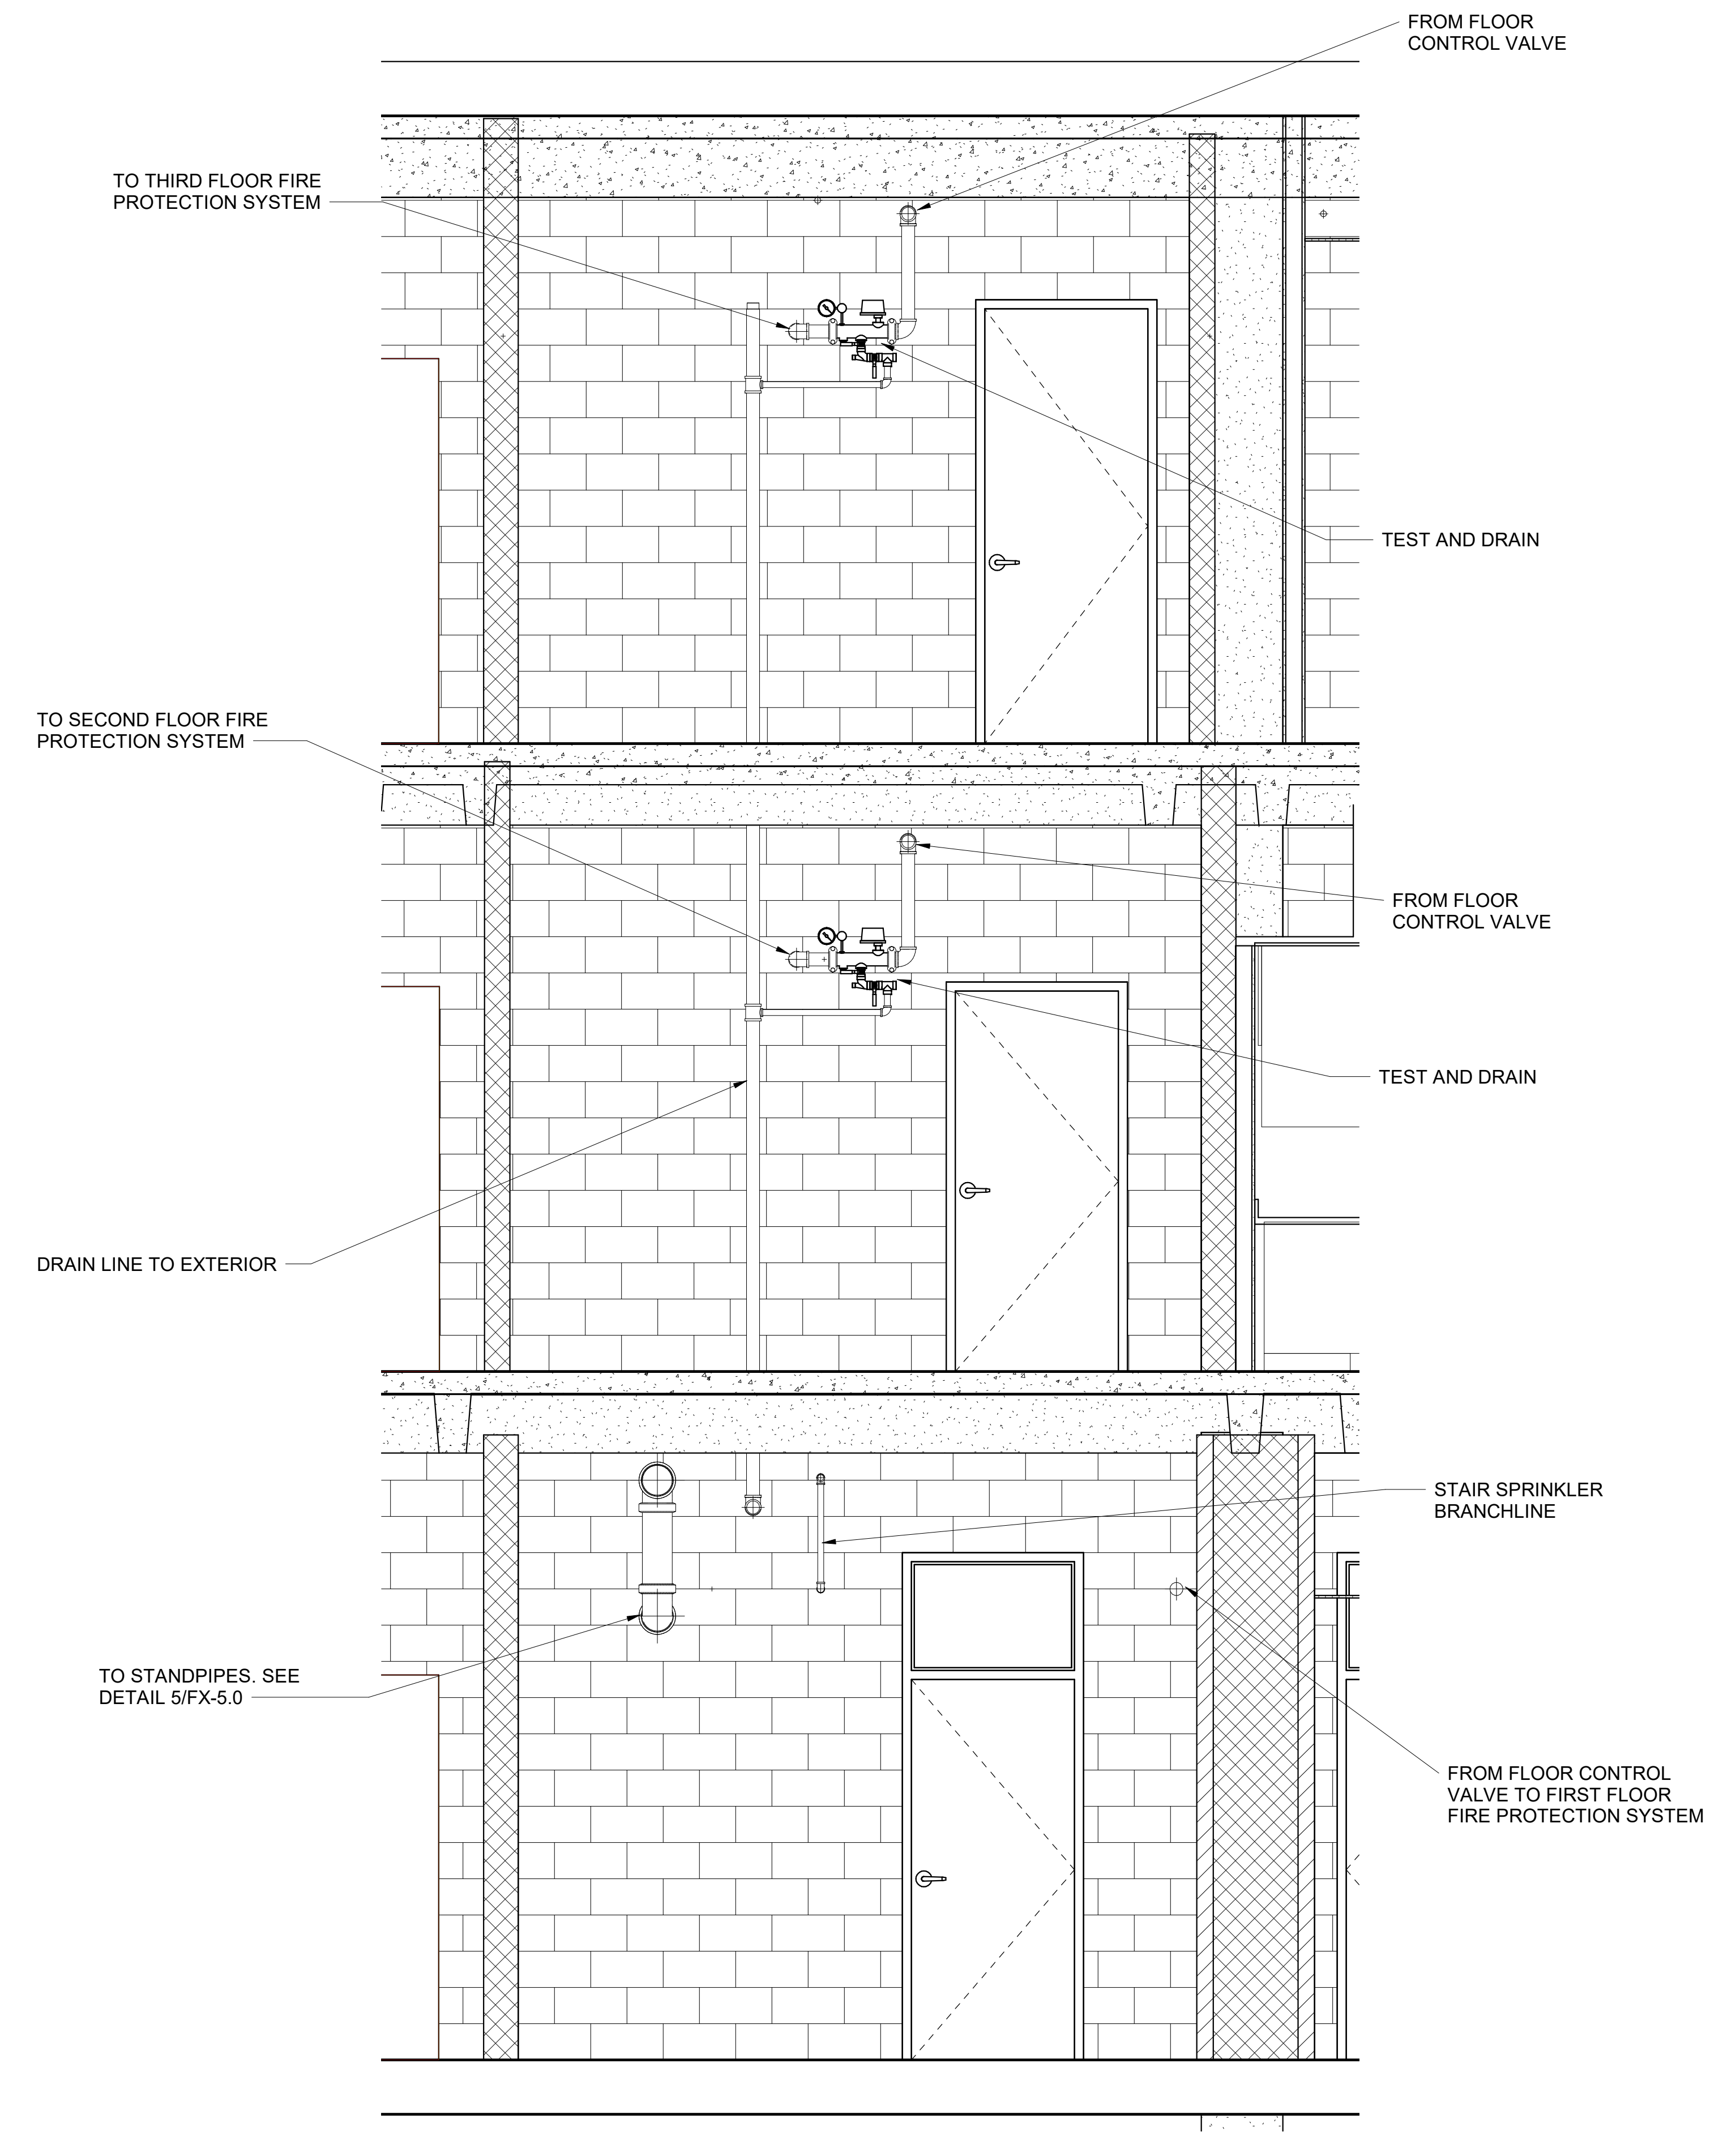 FROM FLOOR
CONTROL VALVE
TO THIRD FLOOR FIRE
PROTECTION SYSTEM
TEST AND DRAIN
TO SECOND FLOOR FIRE
PROTECTION SYSTEM
FROM FLOOR
CONTROL VALVE
TEST AND DRAIN
DRAIN LINE TO EXTERIOR
STAIR SPRINKLER
BRANCHLINE
TO STANDPIPES. SEE
DETAIL 5/FX-5.0
FROM FLOOR CONTROL
VALVE TO FIRST FLOOR
FIRE PROTECTION SYSTEM